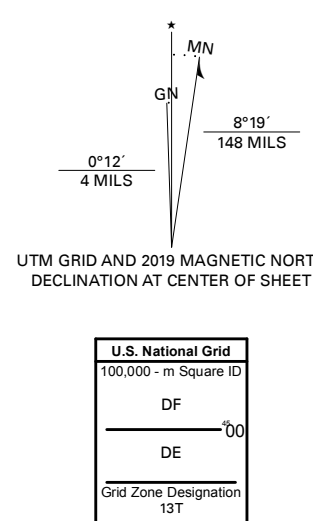 ★
MN
GN
8°19´
148 MILS
0°12´
4 MILS
UTM GRID AND 2019 MAGNETIC NORT
DECLINATION AT CENTER OF SHEET
U.S. National Grid
100,000 - m Square ID
DF
4500
DE
Grid Zone Designation
13T